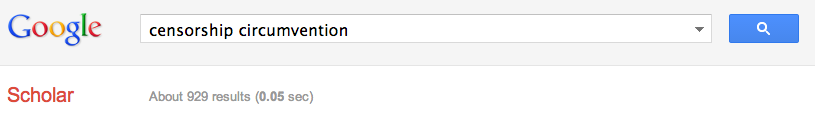 Google censorship circumvention
Scholar About 929 results (0.05 sec)